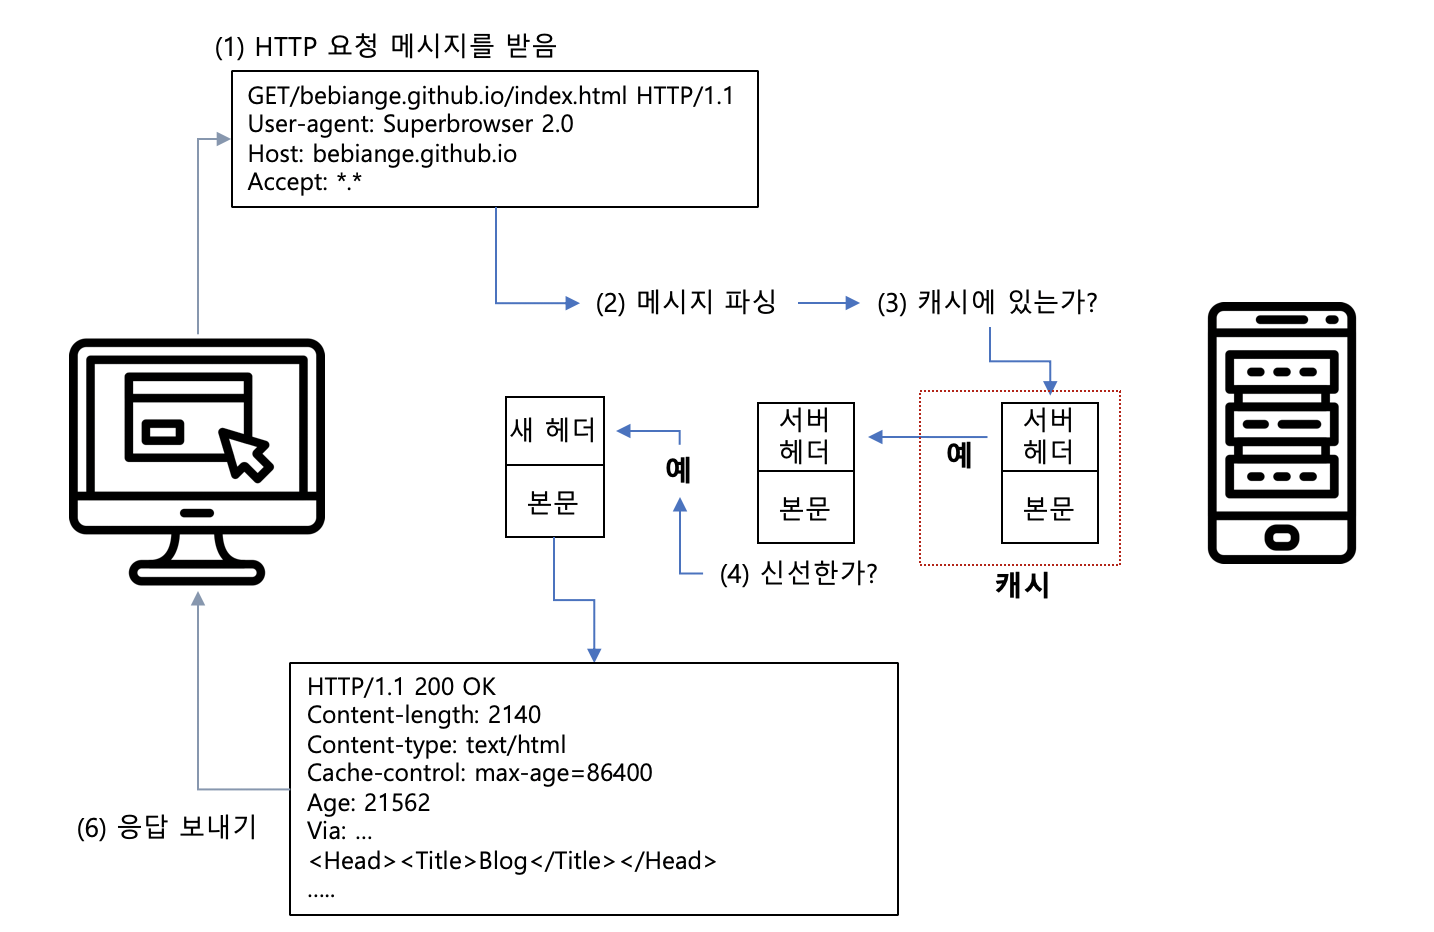 (1) HTTP 요청 메시지를 받음
GET/bebiange.github.io/index.html HTTP/1.1
User-agent: Superbrowser 2.0
Host: bebiange.github.io
Accept: *.*
(2) 메시지 파싱
(3) 캐시에 있는가?
서버
헤더
본문
예
캐시
서버
헤더
본문
(4) 신선한가?
예
새 헤더
본문
HTTP/1.1 200 OK
Content-length: 2140
Content-type: text/html
Cache-control: max-age=86400
Age: 21562
Via: ...
<Head><Title>Blog</Title></Head>
.....
(6) 응답 보내기